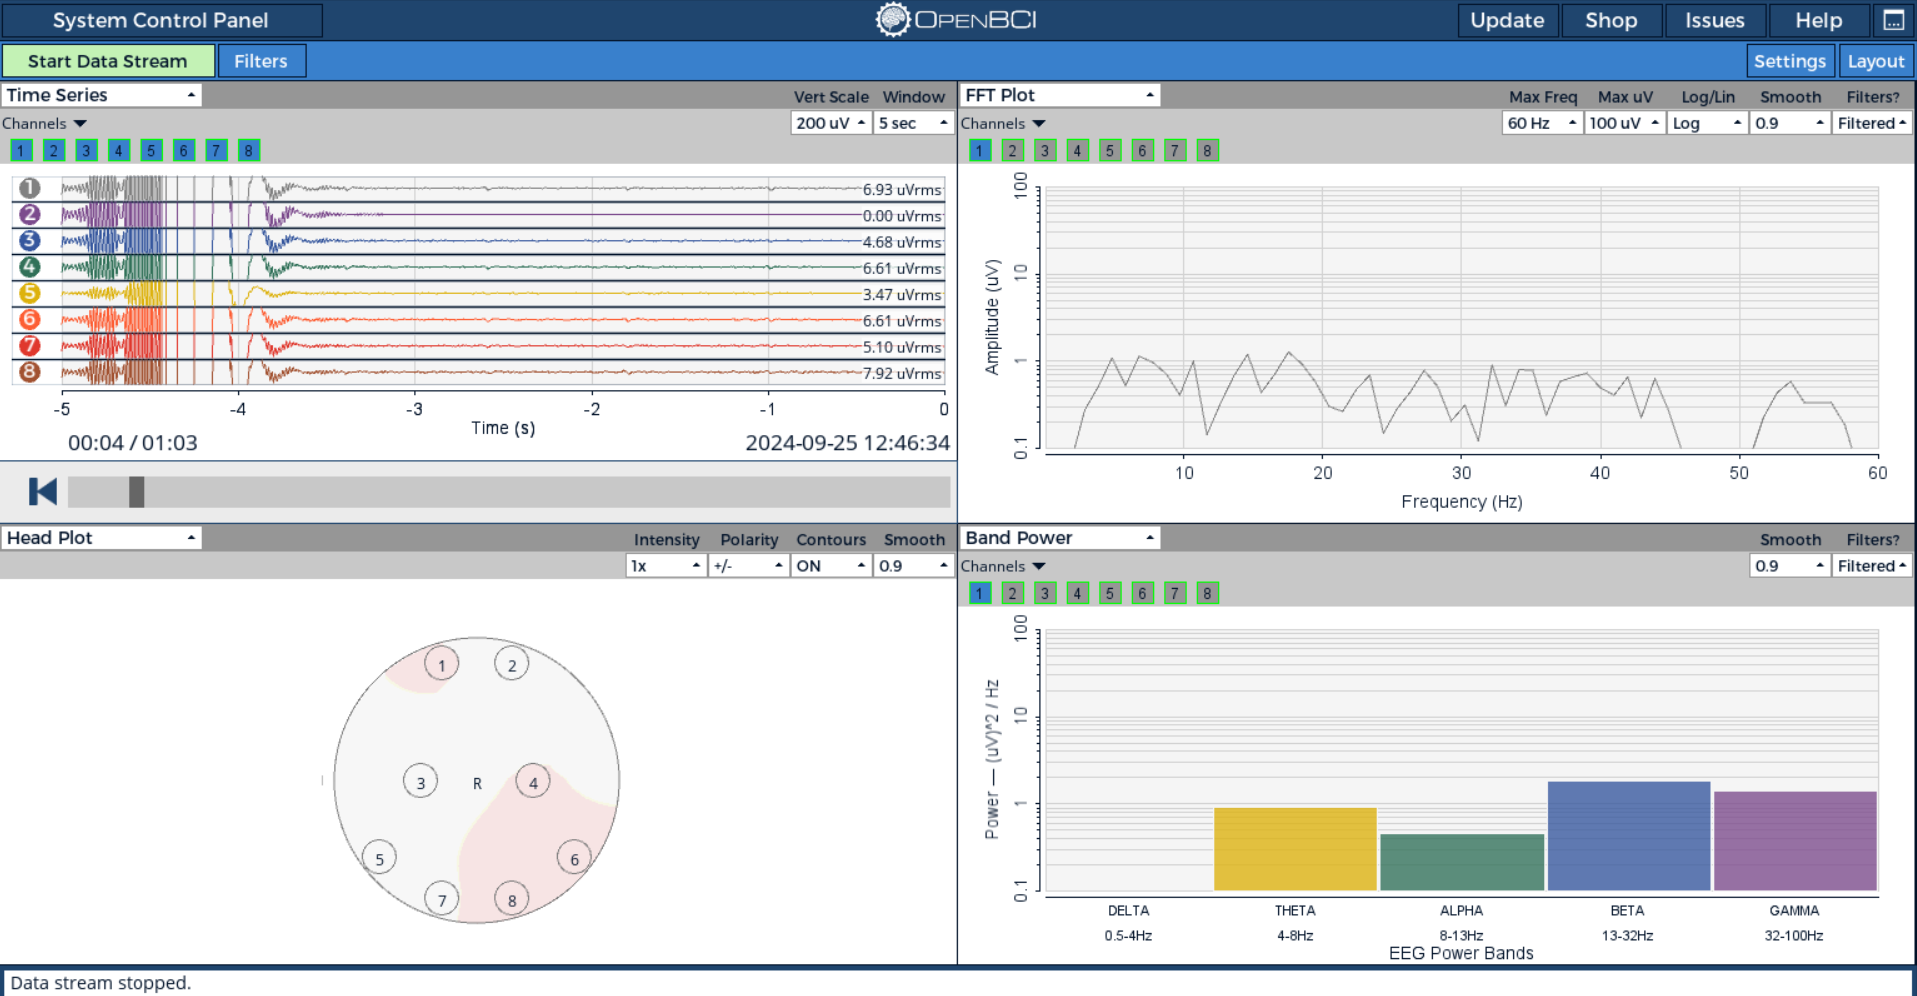 System Control Panel
OPENBCI
Update Shop Issues Help
Start Data Stream Filters
Settings Layout
Time Series
Vert Scale Window
Channels
200 uV 5 sec
1 2 3 4 5 6 7 8
1 6.93 uVrms
2 0.00 uVrms
3 4.68 uVrms
4 6.61 uVrms
5 3.47 uVrms
6 6.61 uVrms
7 5.10 uVrms
8 7.92 uVrms
-5 -4 -3 -2 -1 0
Time (s)
00:04 / 01:03
2024-09-25 12:46:34
FFT Plot
Max Freq Max uV Log/Lin Smooth Filters?
Channels
60 Hz 100 uV Log 0.9 Filtered
1 2 3 4 5 6 7 8
Amplitude (uV)
100
10
1
0.1
10 20 30 40 50 60
Frequency (Hz)
Head Plot
Intensity Polarity Contours Smooth
1x +/- ON 0.9
1 2
3 R 4
5 6
7 8
Band Power
Smooth Filters?
Channels
0.9 Filtered
1 2 3 4 5 6 7 8
Power — (uV)^2 / Hz
100
10
1
0.1
DELTA THETA ALPHA BETA GAMMA
0.5-4Hz 4-8Hz 8-13Hz 13-32Hz 32-100Hz
EEG Power Bands
Data stream stopped.